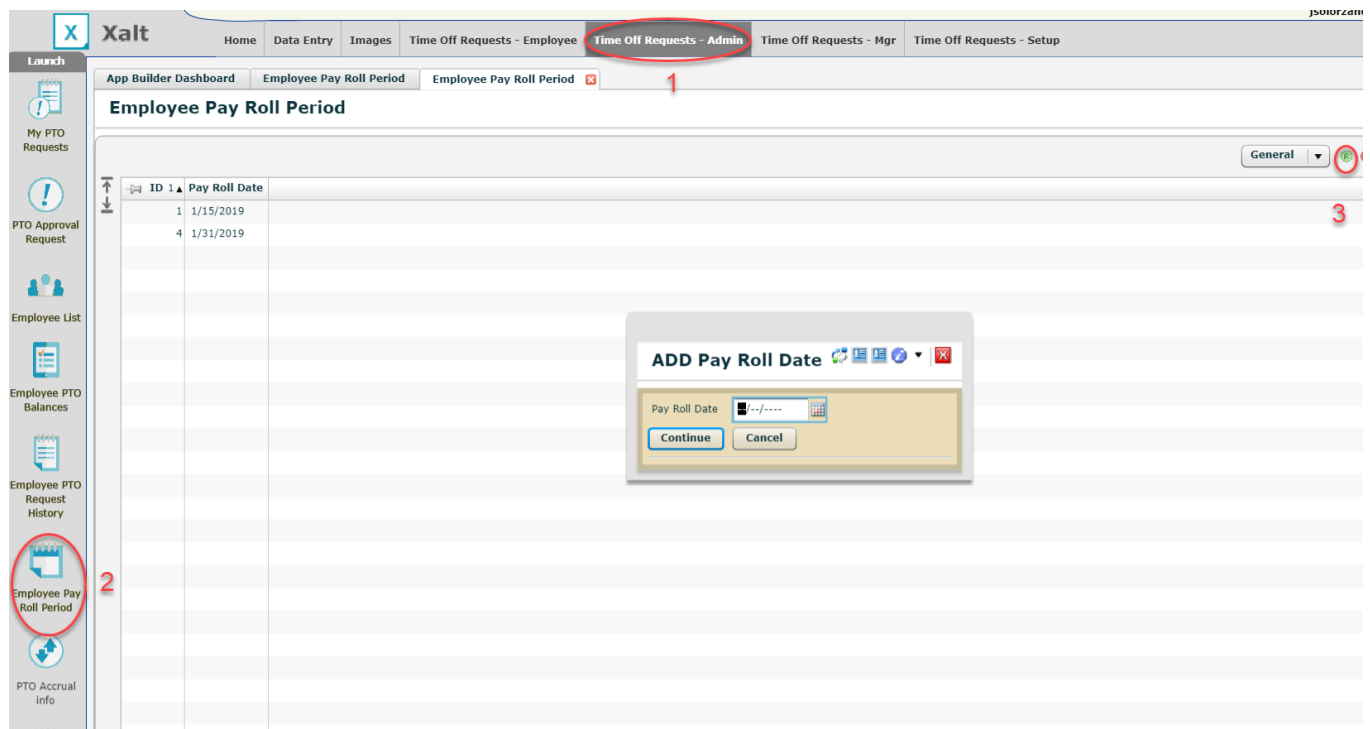 jsolorzano
X
Xalt
Home
Data Entry
Images
Time Off Requests - Employee
Time Off Requests - Admin
Time Off Requests - Mgr
Time Off Requests - Setup
Launch
App Builder Dashboard
Employee Pay Roll Period
Employee Pay Roll Period
1
Employee Pay Roll Period
My PTO
Requests
General
3
ID 1
Pay Roll Date
1 1/15/2019
4 1/31/2019
PTO Approval
Request
Employee List
ADD Pay Roll Date
Pay Roll Date
--/--/----
Continue
Cancel
Employee PTO
Balances
Employee PTO
Request
History
2
Employee Pay
Roll Period
PTO Accrual
info